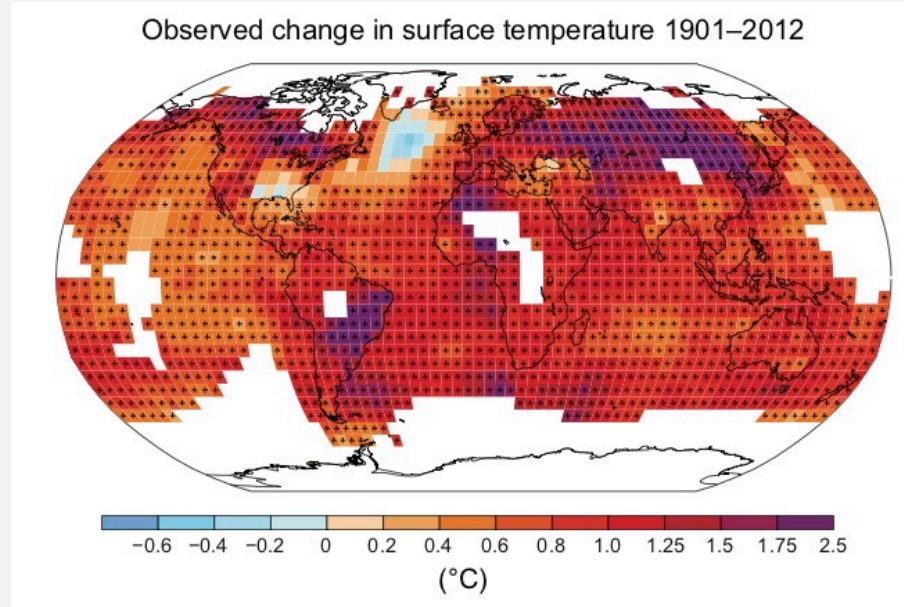 Observed change in surface temperature 1901–2012
−0.6 −0.4 −0.2 0 0.2 0.4 0.6 0.8 1.0 1.25 1.5 1.75 2.5
(°C)